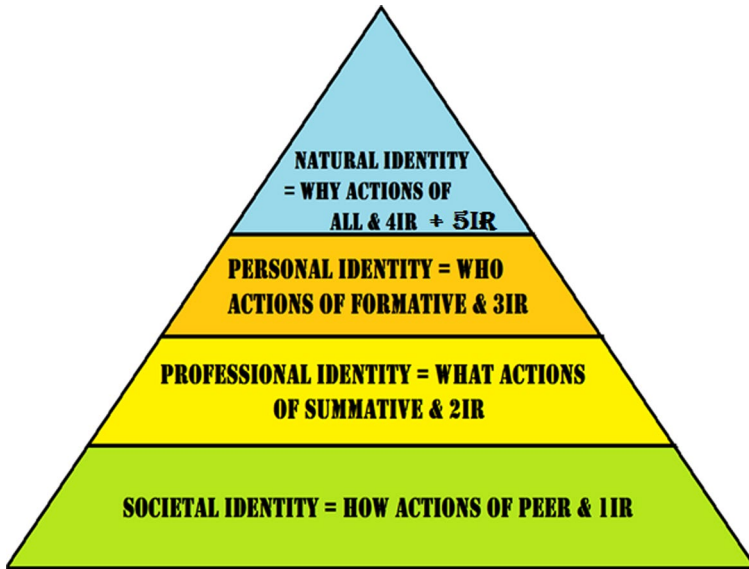 NATURAL IDENTITY
= WHY ACTIONS OF
ALL & 4IR + 5IR
PERSONAL IDENTITY = WHO
ACTIONS OF FORMATIVE & 3IR
PROFESSIONAL IDENTITY = WHAT ACTIONS
OF SUMMATIVE & 2IR
SOCIETAL IDENTITY = HOW ACTIONS OF PEER & 1IR